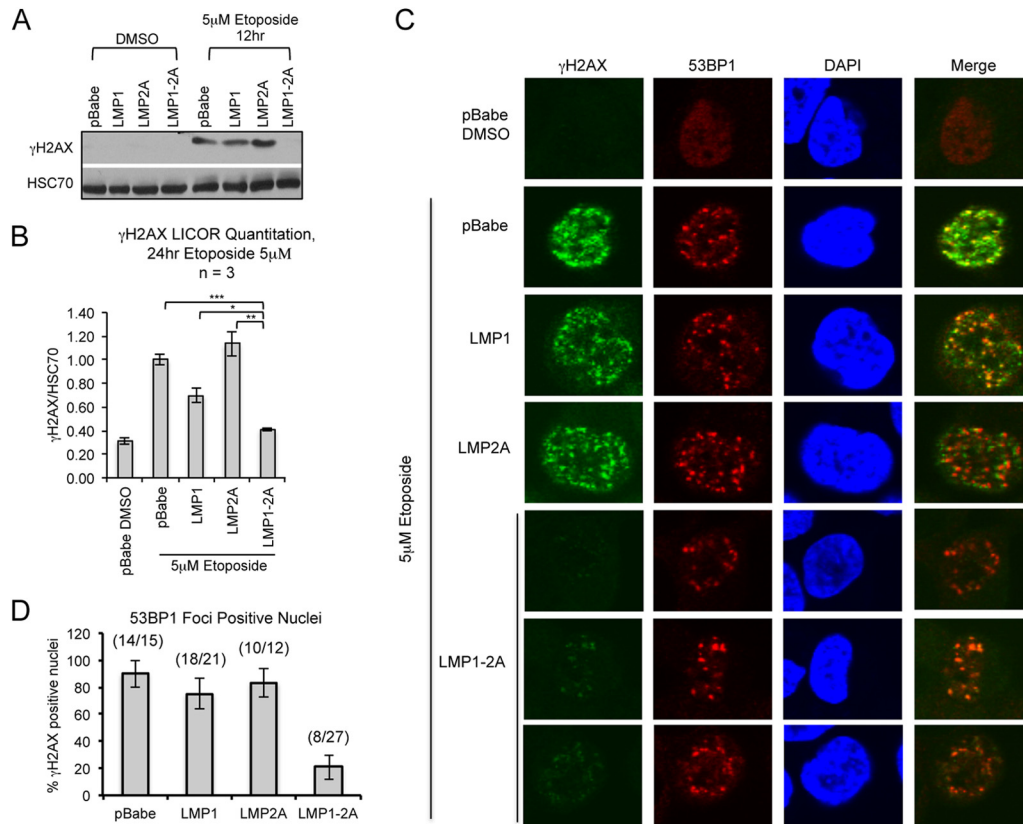 A
DMSO
5µM Etoposide
12hr
pBabe
LMP1
LMP2A
LMP1-2A
pBabe
LMP1
LMP2A
LMP1-2A
γH2AX
HSC70
B
γH2AX LICOR Quantitation,
24hr Etoposide 5µM
n = 3
***
*
**
γH2AX/HSC70
1.40
1.20
1.00
0.80
0.60
0.40
0.20
0.00
pBabe DMSO
pBabe
LMP1
LMP2A
LMP1-2A
5µM Etoposide
D
53BP1 Foci Positive Nuclei
% γH2AX positive nuclei
120
100
80
60
40
20
0
(14/15)
(18/21)
(10/12)
(8/27)
pBabe
LMP1
LMP2A
LMP1-2A
C
γH2AX
53BP1
DAPI
Merge
pBabe
DMSO
pBabe
LMP1
LMP2A
LMP1-2A
5µM Etoposide